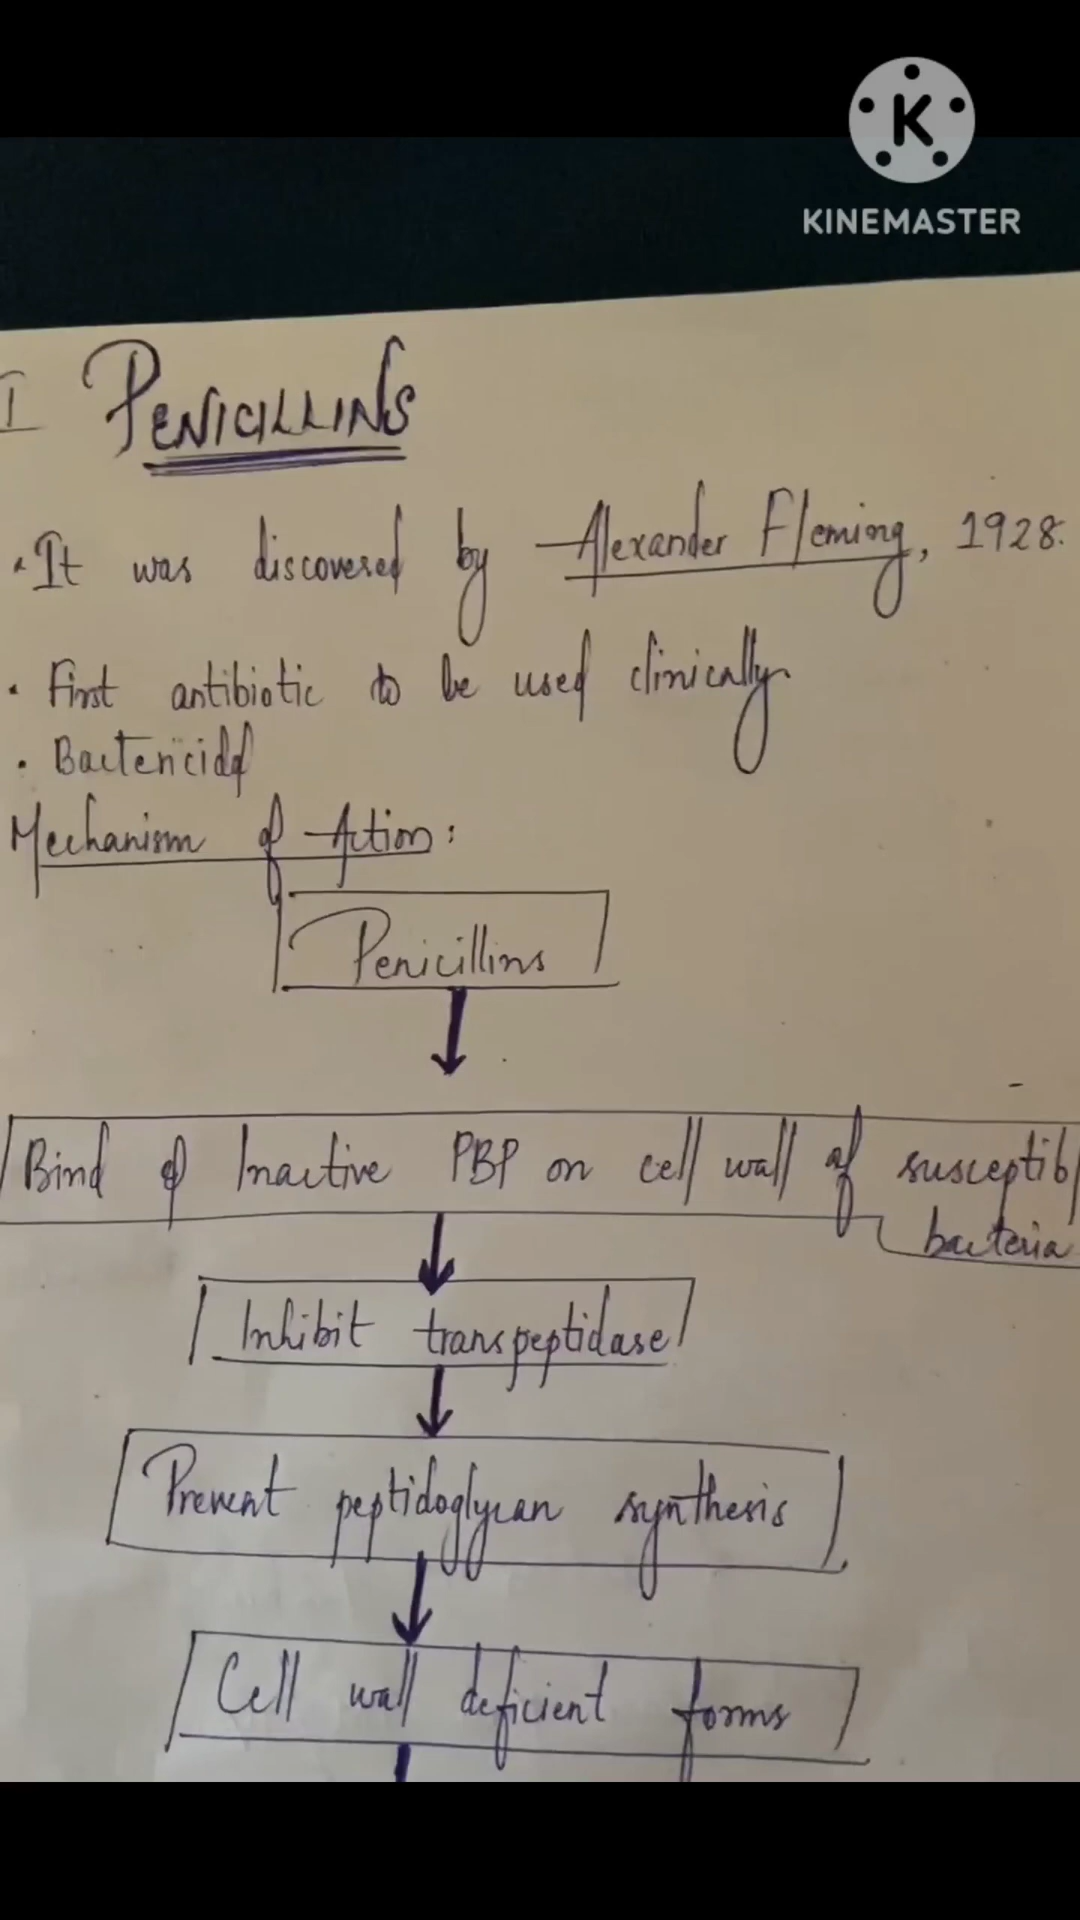 KINEMASTER
I PENICILLINS
• It was discovered by Alexander Fleming, 1928.
• First antibiotic to be used clinically
• Bactericidal
Mechanism of Action:
Penicillins
Bind & Inactive PBP on cell wall of susceptib
bacteria
Inhibit transpeptidase
Prevent peptidoglycan synthesis
Cell wall deficient forms